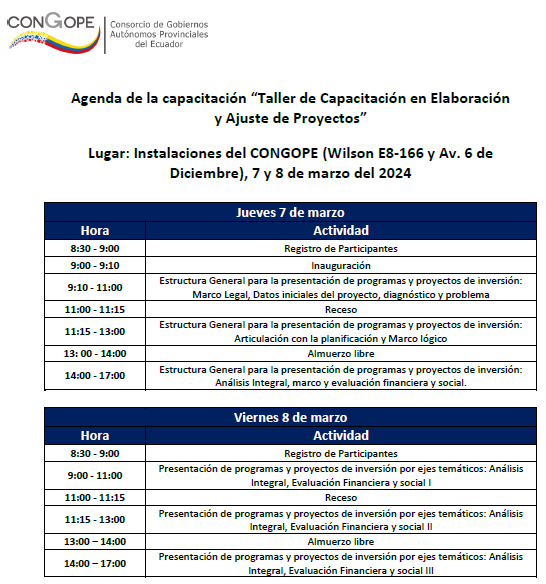 CONGOPE
Consorcio de Gobiernos
Autónomos Provinciales
del Ecuador
Agenda de la capacitación “Taller de Capacitación en Elaboración
y Ajuste de Proyectos”
Lugar: Instalaciones del CONGOPE (Wilson E8-166 y Av. 6 de
Diciembre), 7 y 8 de marzo del 2024
Jueves 7 de marzo
Hora Actividad
8:30 - 9:00 Registro de Participantes
9:00 - 9:10 Inauguración
9:10 - 11:00 Estructura General para la presentación de programas y proyectos de inversión:
Marco Legal, Datos iniciales del proyecto, diagnóstico y problema
11:00 - 11:15 Receso
11:15 - 13:00 Estructura General para la presentación de programas y proyectos de inversión:
Articulación con la planificación y Marco lógico
13: 00 - 14:00 Almuerzo libre
14:00 - 17:00 Estructura General para la presentación de programas y proyectos de inversión:
Análisis Integral, marco y evaluación financiera y social.
Viernes 8 de marzo
Hora Actividad
8:30 - 9:00 Registro de Participantes
9:00 - 11:00 Presentación de programas y proyectos de inversión por ejes temáticos: Análisis
Integral, Evaluación Financiera y social I
11:00 - 11:15 Receso
11:15 - 13:00 Presentación de programas y proyectos de inversión por ejes temáticos: Análisis
Integral, Evaluación Financiera y social II
13:00 – 14:00 Almuerzo libre
14:00 – 17:00 Presentación de programas y proyectos de inversión por ejes temáticos: Análisis
Integral, Evaluación Financiera y social III